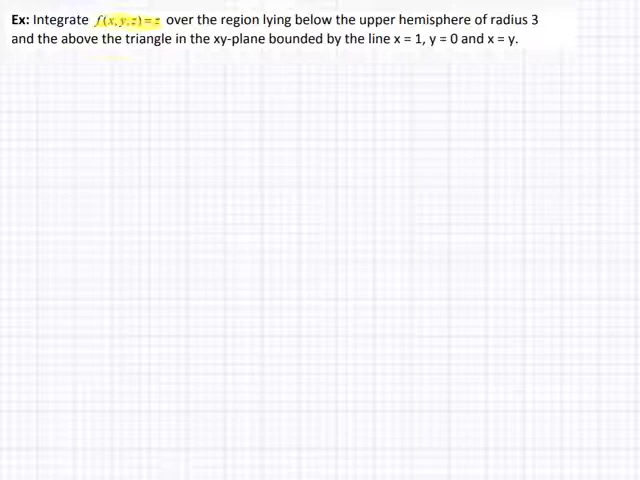 Ex: Integrate f(x, y, z) = z over the region lying below the upper hemisphere of radius 3
and the above the triangle in the xy-plane bounded by the line x = 1, y = 0 and x = y.